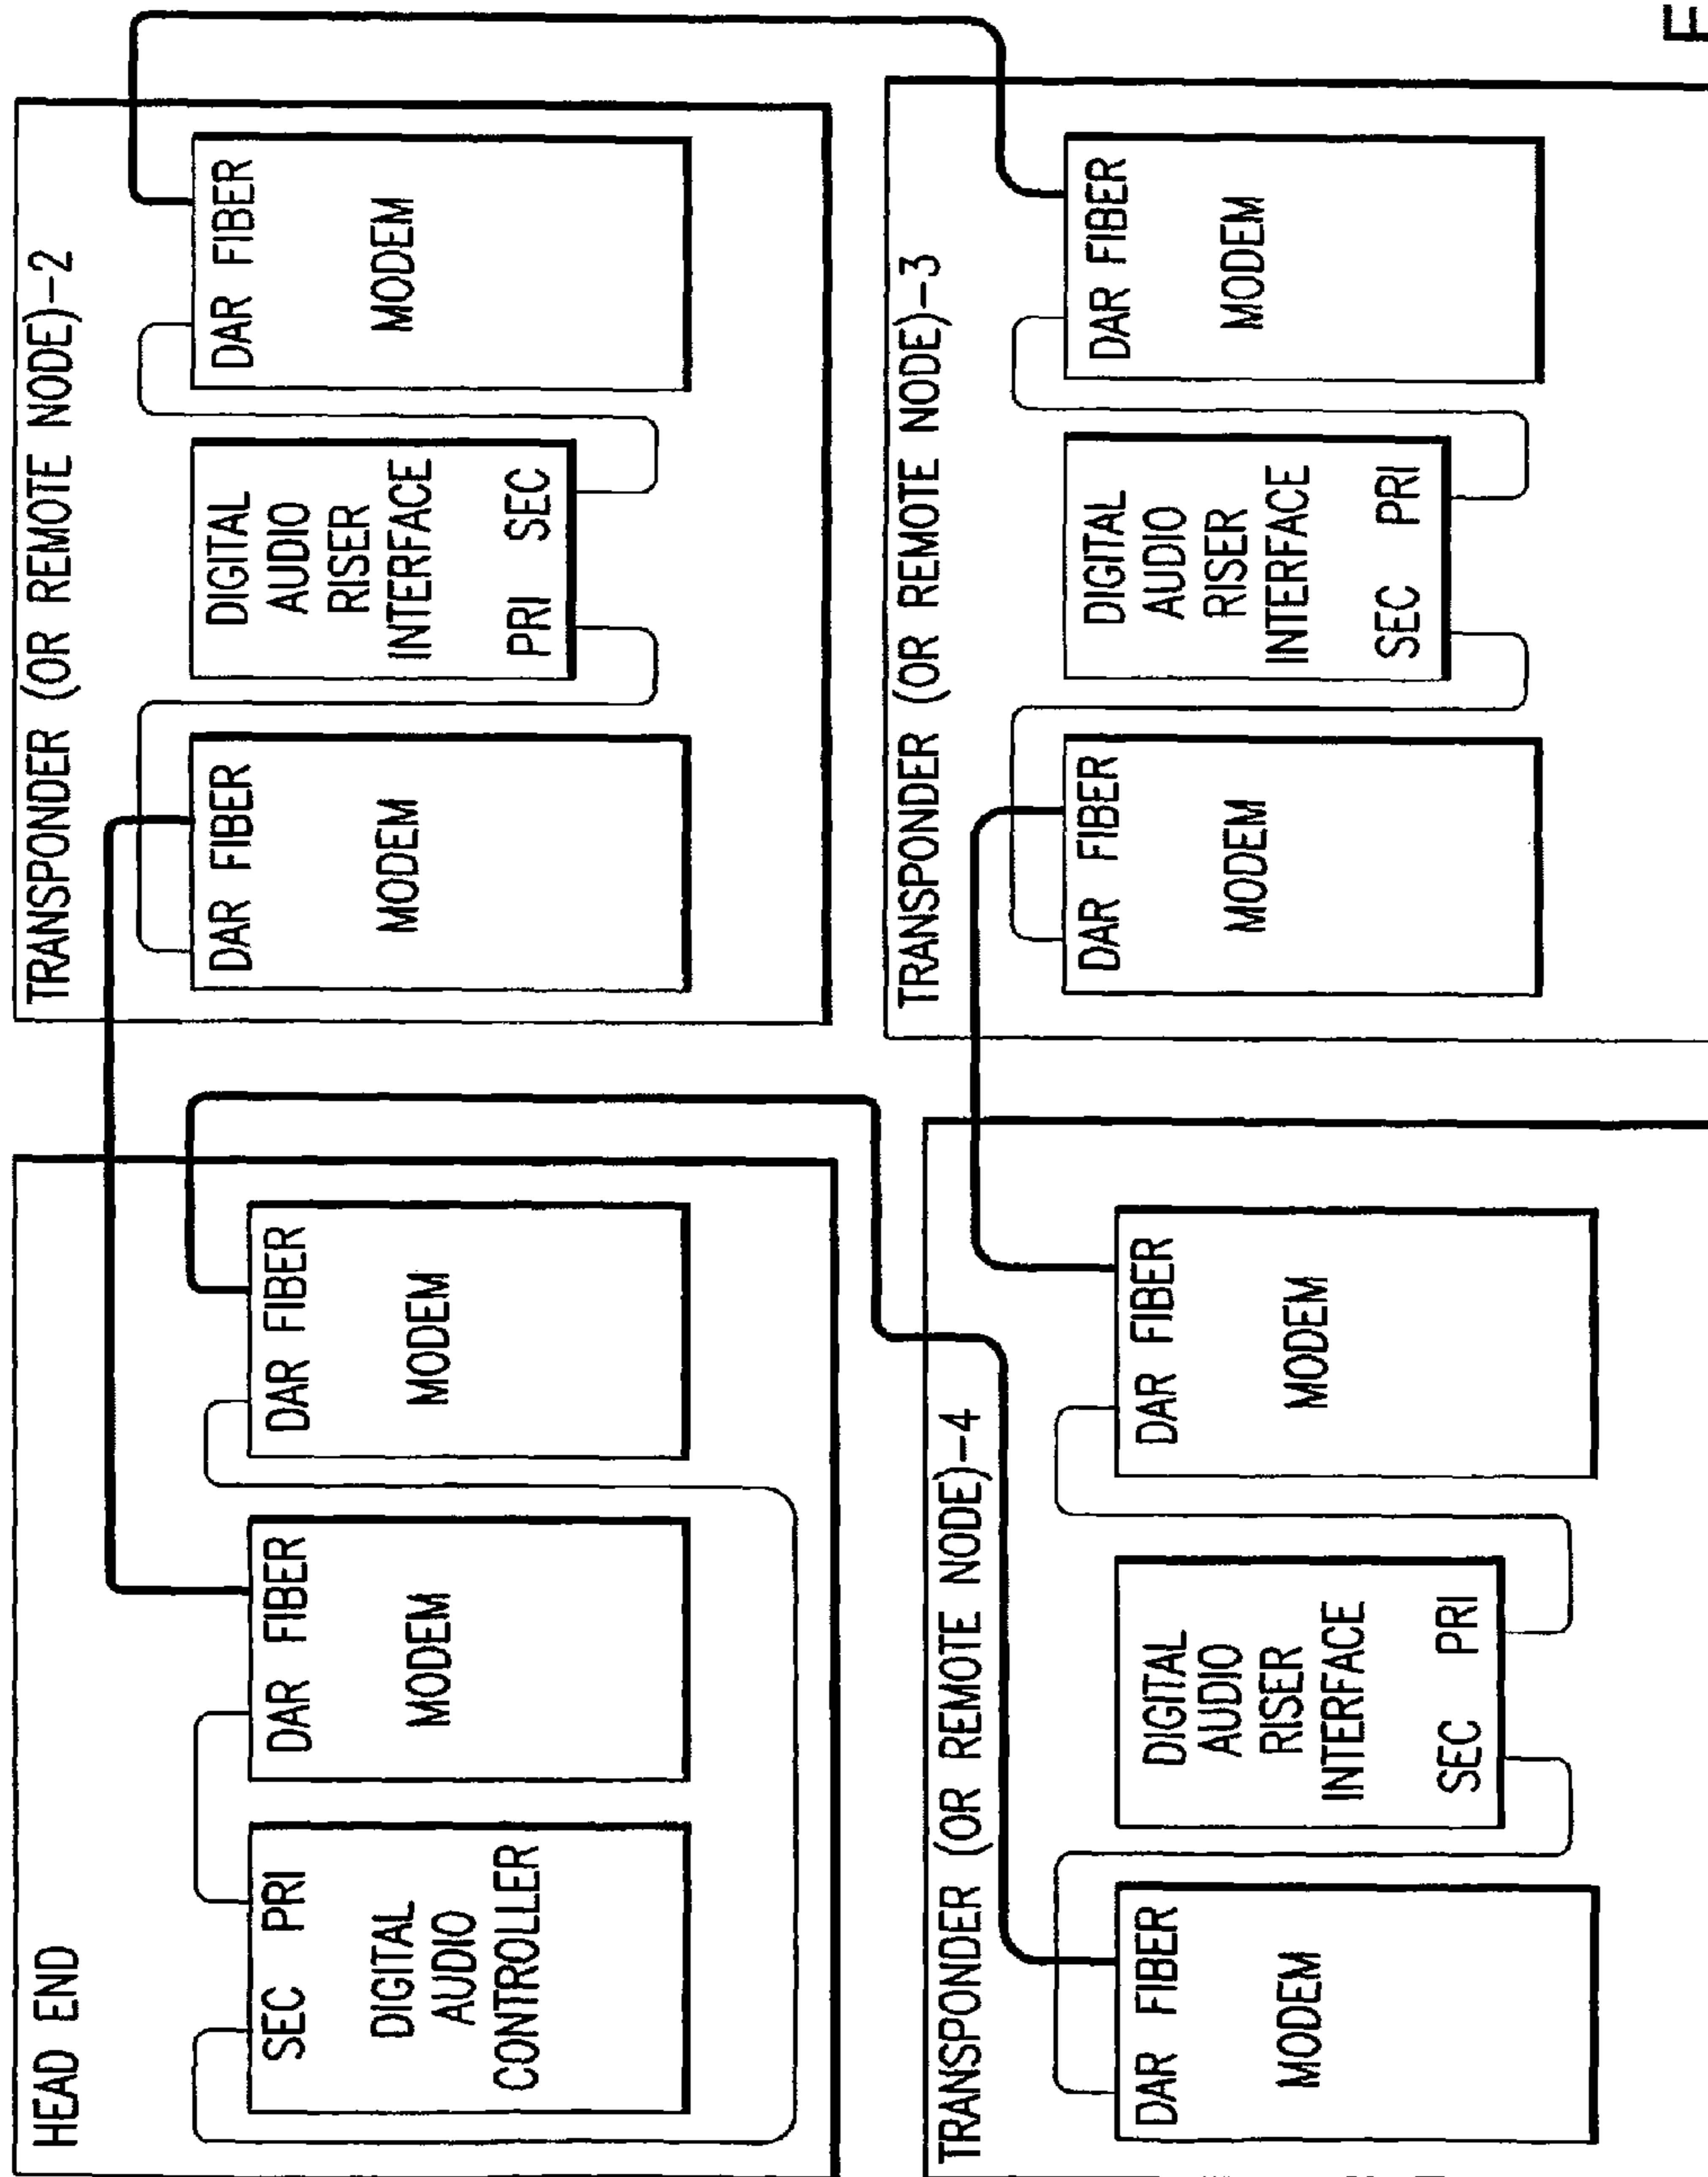 HEAD END
SEC PRI
DIGITAL
AUDIO
CONTROLLER
DAR FIBER
MODEM
DAR FIBER
MODEM
TRANSPONDER (OR REMOTE NODE)-2
DAR FIBER
MODEM
DIGITAL
AUDIO
RISER
INTERFACE
PRI SEC
DAR FIBER
MODEM
TRANSPONDER (OR REMOTE NODE)-4
DAR FIBER
MODEM
DIGITAL
AUDIO
RISER
INTERFACE
SEC PRI
DAR FIBER
MODEM
TRANSPONDER (OR REMOTE NODE)-3
DAR FIBER
MODEM
DIGITAL
AUDIO
RISER
INTERFACE
SEC PRI
DAR FIBER
MODEM